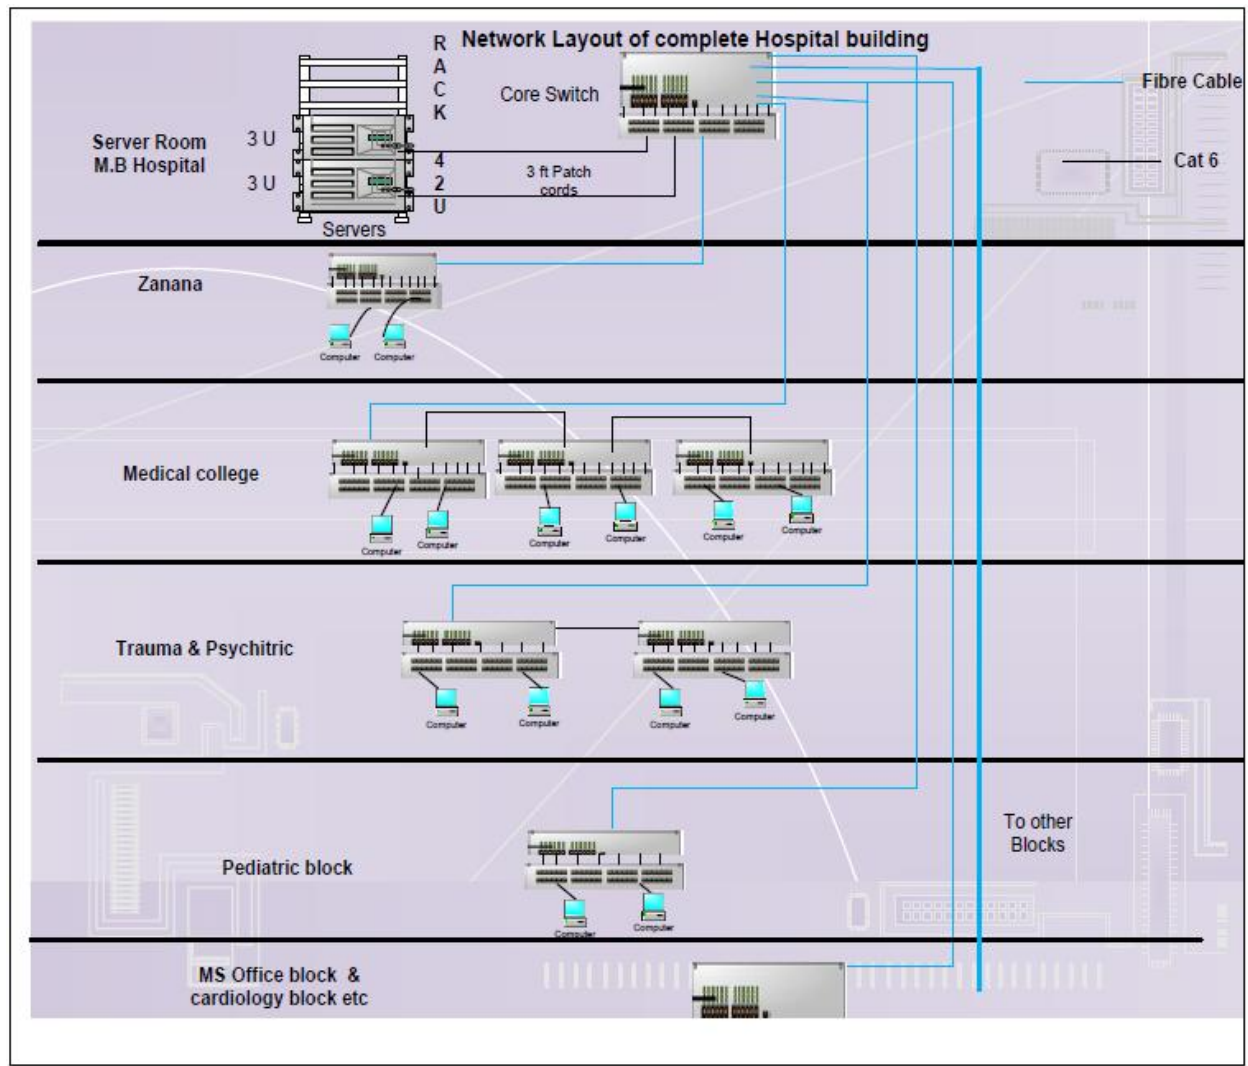 Network Layout of complete Hospital building
R
A
C
K
4
2
U
Core Switch
Fibre Cable
Cat 6
Server Room
M.B Hospital
3 U
3 U
3 ft Patch
cords
Servers
Zanana
Computer Computer
Medical college
Computer Computer Computer Computer Computer Computer
Trauma & Psychitric
Computer Computer Computer Computer
To other
Blocks
Pediatric block
Computer Computer
MS Office block &
cardiology block etc